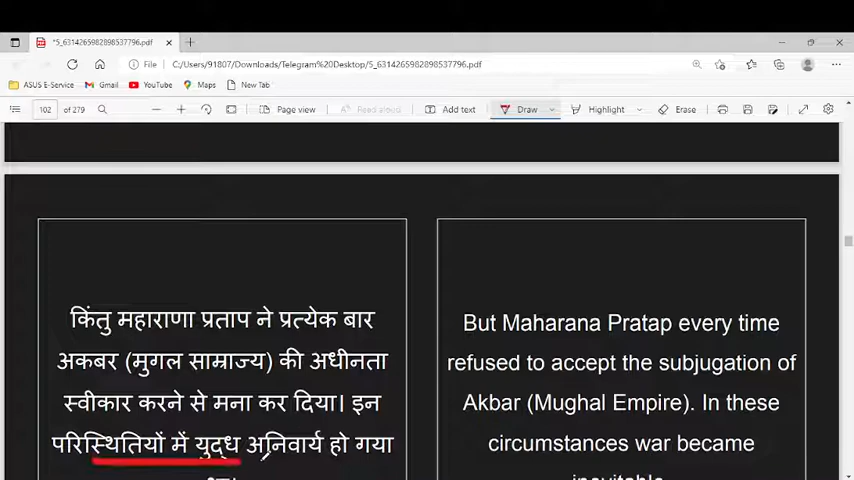 *5_6314265982898537796.pdf
File C:/Users/91807/Downloads/Telegram%20Desktop/5_6314265982898537796.pdf
ASUS E-Service Gmail YouTube Maps New Tab
102 of 279 Page view Read aloud Add text Draw Highlight Erase
किंतु महाराणा प्रताप ने प्रत्येक बार
अकबर (मुगल साम्राज्य) की अधीनता
स्वीकार करने से मना कर दिया। इन
परिस्थितियों में युद्ध अनिवार्य हो गया
But Maharana Pratap every time
refused to accept the subjugation of
Akbar (Mughal Empire). In these
circumstances war became